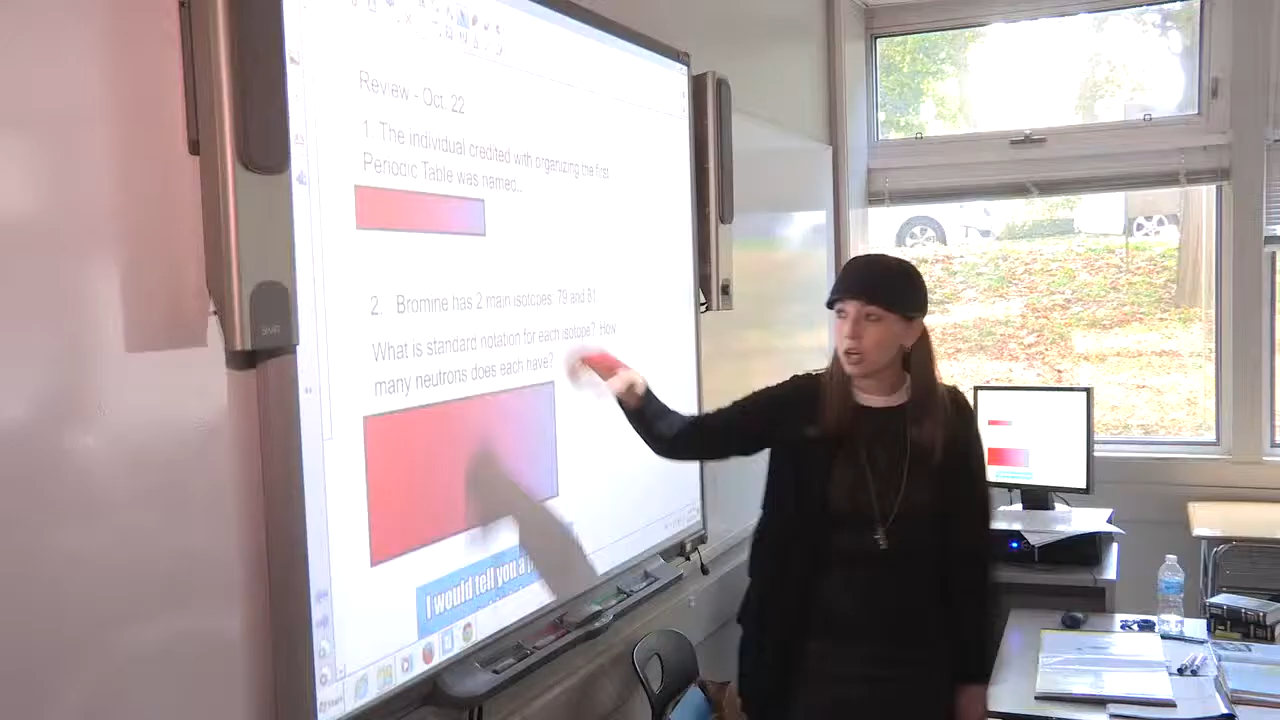 Review - Oct. 22
1 The individual credited with organizing the first
Periodic Table was named...
2. Bromine has 2 main isotopes 79 and 81
What is standard notation for each isotope? How
many neutrons does each have?
I would tell you a
SMART